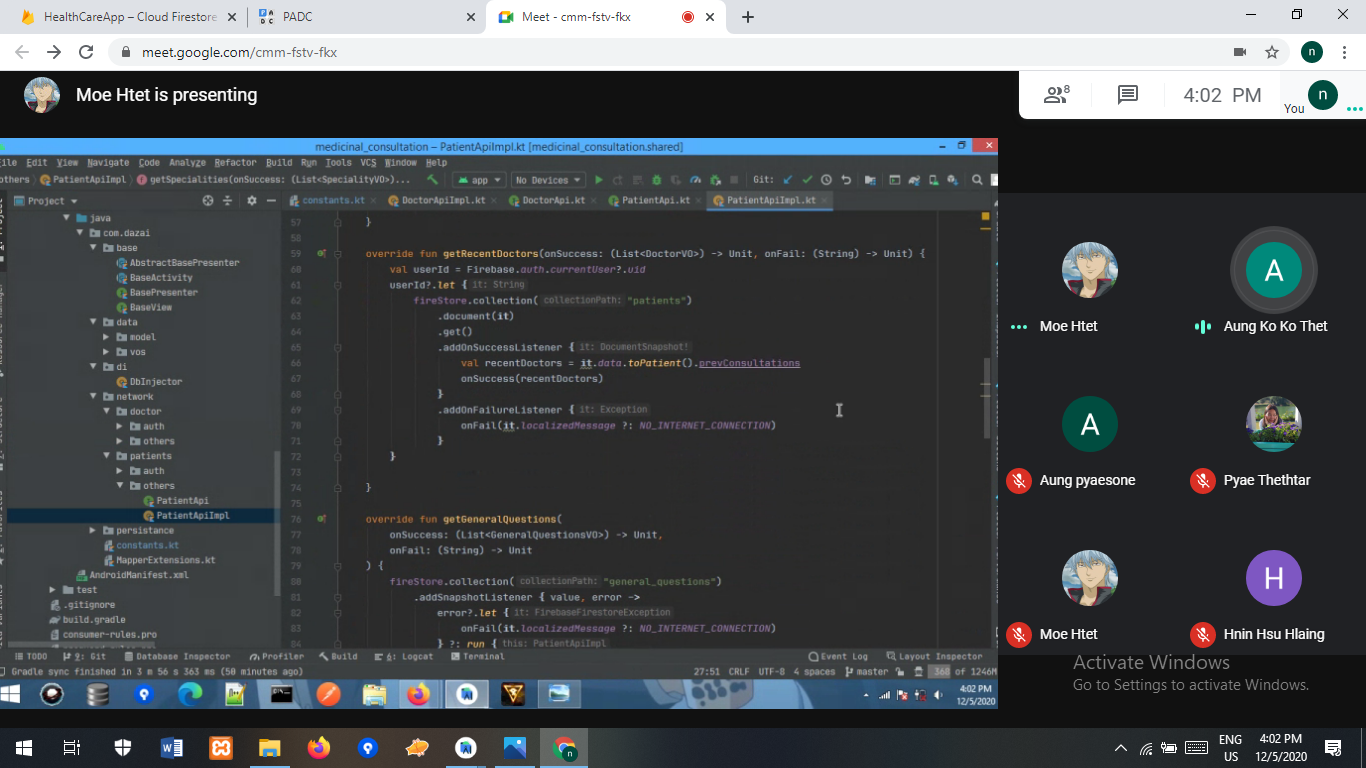 HealthCareApp – Cloud Firestore
PADC
Meet - cmm-fstv-fkx
meet.google.com/cmm-fstv-fkx
n
Moe Htet is presenting
8
4:02 PM
You
n
medicinal_consultation – PatientApiImpl.kt [medicinal_consultation.shared]
ile Edit View Navigate Code Analyze Refactor Build Run Tools VCS Window Help
others PatientApiImpl getSpecialities(onSuccess: (List<SpecialityVO>)... app No Devices Git:
Project
constants.kt DoctorApiImpl.kt DoctorApi.kt PatientApi.kt PatientApiImpl.kt
java
com.dazai
base
AbstractBasePresenter
BaseActivity
BasePresenter
BaseView
data
model
vos
di
DbInjector
network
doctor
auth
others
patients
auth
others
PatientApi
PatientApiImpl
persistance
constants.kt
MapperExtensions.kt
AndroidManifest.xml
test
.gitignore
build.gradle
consumer-rules.pro
57 }
58
59 override fun getRecentDoctors(onSuccess: (List<DoctorVO>) -> Unit, onFail: (String) -> Unit) {
60 val userId = Firebase.auth.currentUser?.uid
61 userId?.let { it: String
62 fireStore.collection( collectionPath: "patients")
63 .document(it)
64 .get()
65 .addOnSuccessListener { it: DocumentSnapshot!
66 val recentDoctors = it.data.toPatient().prevConsultations
67 onSuccess(recentDoctors)
68 }
69 .addOnFailureListener { it: Exception
70 onFail(it.localizedMessage ?: NO_INTERNET_CONNECTION)
71 }
72 }
73
74 }
75
76 override fun getGeneralQuestions(
77 onSuccess: (List<GeneralQuestionsVO>) -> Unit,
78 onFail: (String) -> Unit
79 ) {
80 fireStore.collection( collectionPath: "general_questions")
81 .addSnapshotListener { value, error ->
82 error?.let { it: FirebaseFirestoreException
83 onFail(it.localizedMessage ?: NO_INTERNET_CONNECTION)
84 } ?: run { this: PatientApiImpl
TODO 9: Git Database Inspector Profiler Build 6: Logcat Terminal Event Log Layout Inspector
Gradle sync finished in 3 m 56 s 363 ms (50 minutes ago) 27:51 CRLF UTF-8 4 spaces master 360 of 1246M
4:02 PM
12/5/2020
Moe Htet
A
Aung Ko Ko Thet
A
Aung pyaesone
Pyae Thethtar
Moe Htet
H
Hnin Hsu Hlaing
Activate Windows
Go to Settings to activate Windows.
ENG
US
4:02 PM
12/5/2020